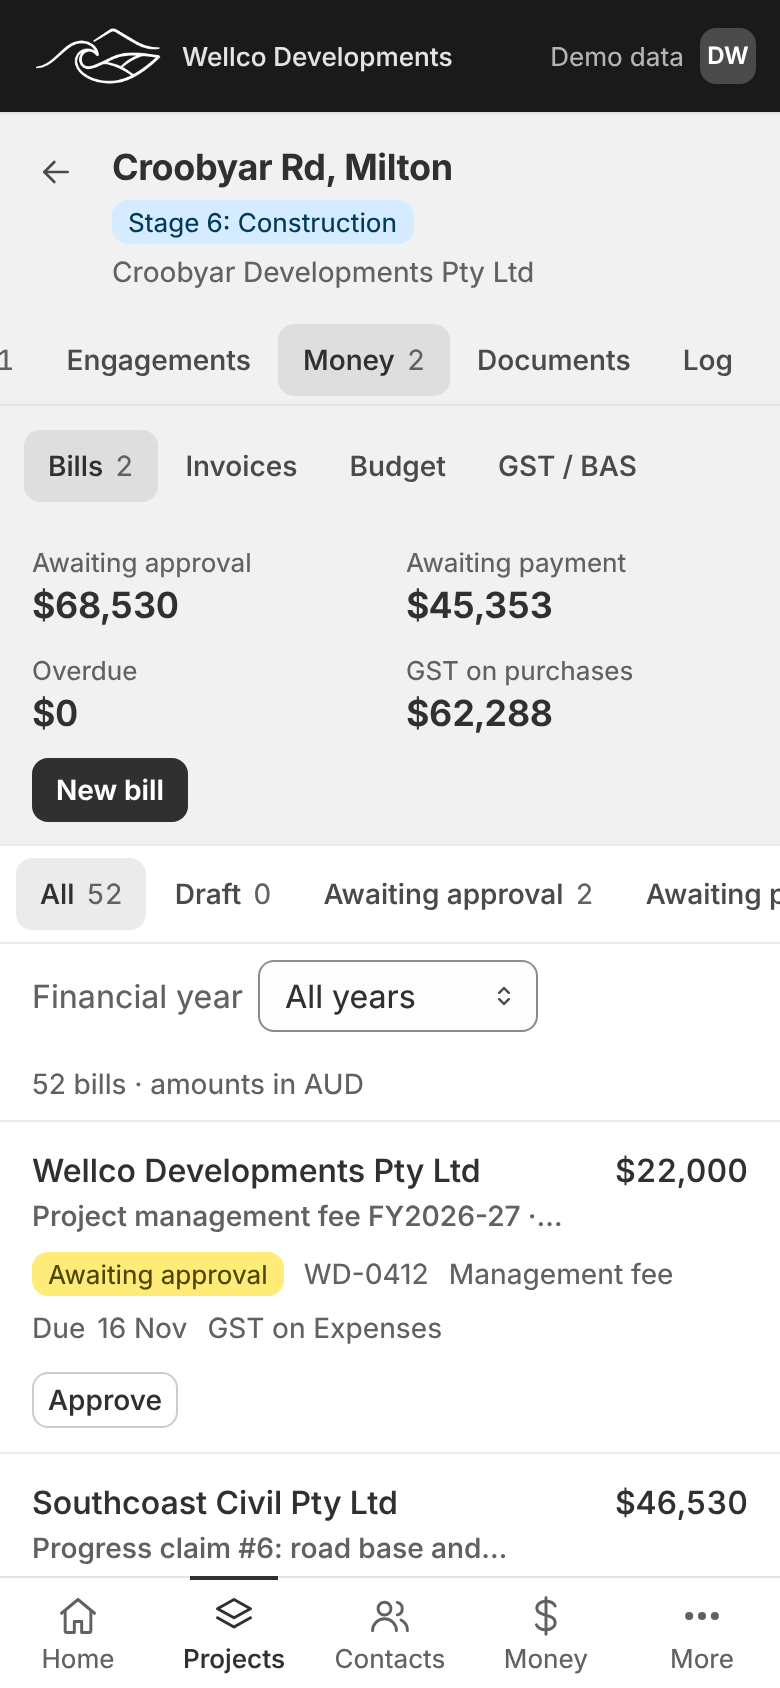 Wellco Developments Demo data DW
Croobyar Rd, Milton
Stage 6: Construction
Croobyar Developments Pty Ltd
1 Engagements Money 2 Documents Log
Bills 2 Invoices Budget GST / BAS
Awaiting approval Awaiting payment
$68,530 $45,353
Overdue GST on purchases
$0 $62,288
New bill
All 52 Draft 0 Awaiting approval 2 Awaiting p
Financial year All years
52 bills · amounts in AUD
Wellco Developments Pty Ltd $22,000
Project management fee FY2026-27 ·...
Awaiting approval WD-0412 Management fee
Due 16 Nov GST on Expenses
Approve
Southcoast Civil Pty Ltd $46,530
Progress claim #6: road base and...
Home Projects Contacts Money More